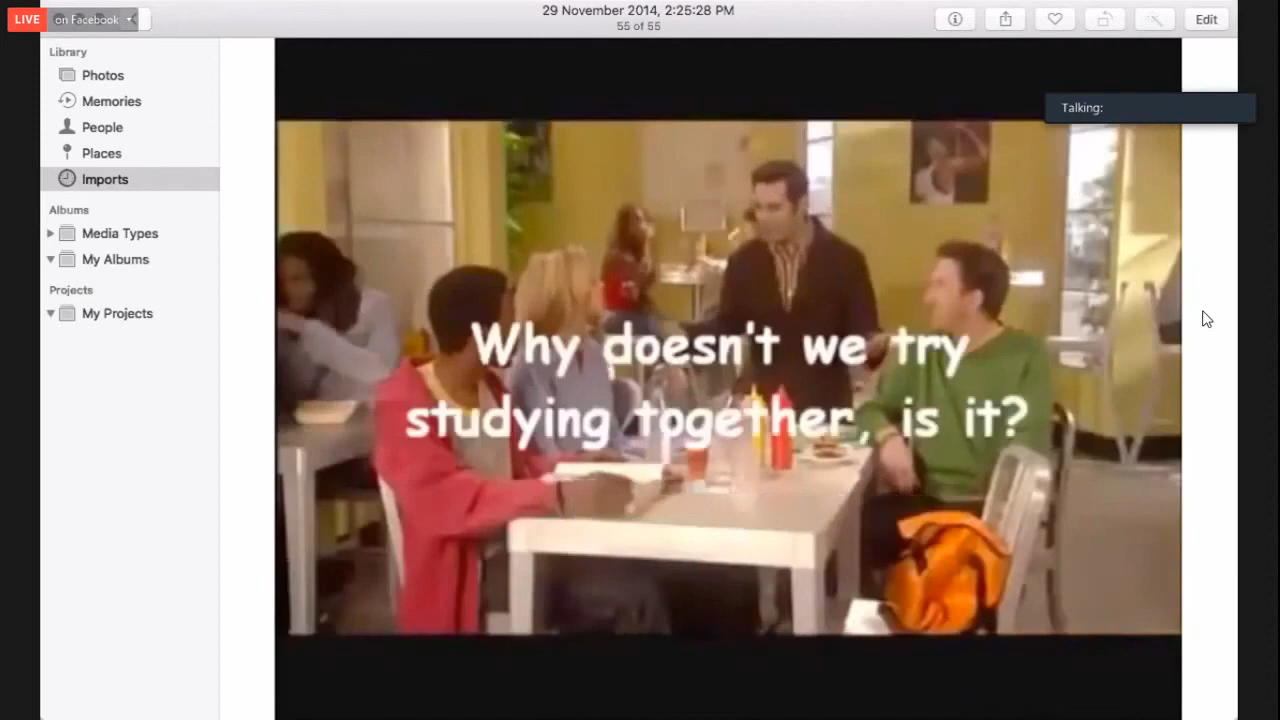 LIVE on Facebook
29 November 2014, 2:25:28 PM
55 of 55
Edit
Library
Photos
Memories
People
Places
Imports
Albums
Media Types
My Albums
Projects
My Projects
Talking:
Why doesn't we try
studying together, is it?